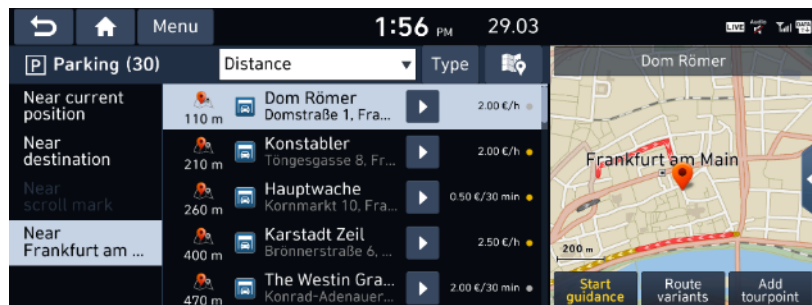 Menu
1:56 PM
29.03
LIVE
Audio
P Parking (30)
Distance
Type
Dom Römer
Near current
position
Near
destination
Near
scroll mark
Near
Frankfurt am ...
110 m
Dom Römer
Domstraße 1, Fra...
2.00 €/h
210 m
Konstabler
Töngesgasse 8, Fr...
2.00 €/h
260 m
Hauptwache
Kornmarkt 10, Fra...
0.50 €/30 min
400 m
Karstadt Zeil
Brönnerstraße 6, ...
2.50 €/h
470 m
The Westin Gra...
Konrad-Adenauer...
2.00 €/30 min
Frankfurt am Main
200 m
Start
guidance
Route
variants
Add
tourpoint